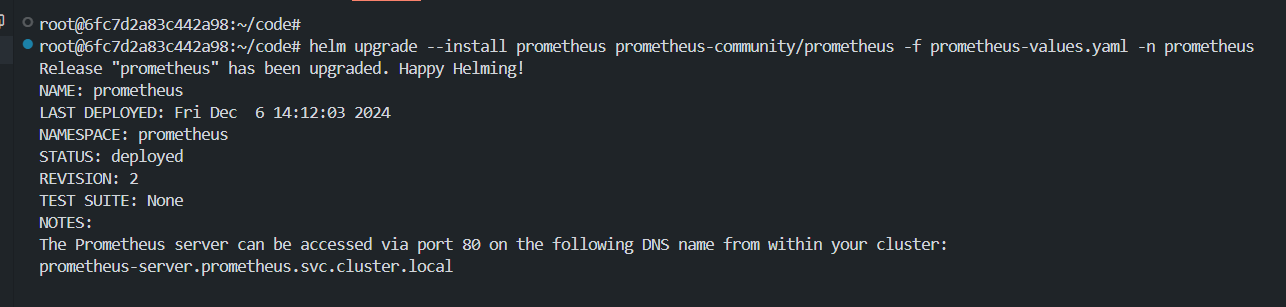 root@6fc7d2a83c442a98:~/code#
root@6fc7d2a83c442a98:~/code# helm upgrade --install prometheus prometheus-community/prometheus -f prometheus-values.yaml -n prometheus
Release "prometheus" has been upgraded. Happy Helming!
NAME: prometheus
LAST DEPLOYED: Fri Dec  6 14:12:03 2024
NAMESPACE: prometheus
STATUS: deployed
REVISION: 2
TEST SUITE: None
NOTES:
The Prometheus server can be accessed via port 80 on the following DNS name from within your cluster:
prometheus-server.prometheus.svc.cluster.local